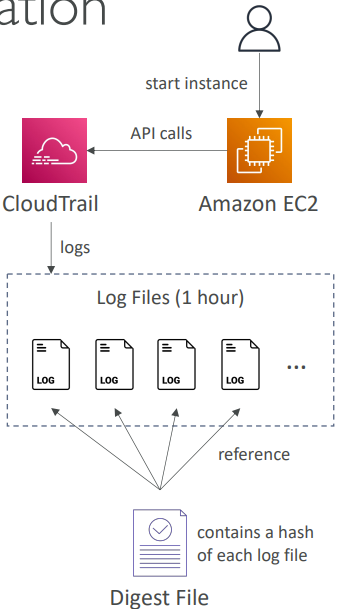 ation
start instance
API calls
CloudTrail
Amazon EC2
logs
Log Files (1 hour)
LOG
LOG
LOG
LOG
...
reference
contains a hash
of each log file
Digest File